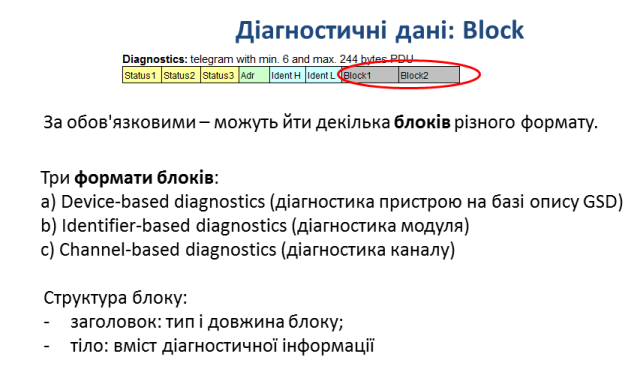 Діагностичні дані: Block
Diagnostics: telegram with min. 6 and max. 244 bytes PDU
Status1 Status2 Status3 Adr Ident H Ident L Block1 Block2
За обов'язковими – можуть йти декілька блоків різного формату.
Три формати блоків:
a) Device-based diagnostics (діагностика пристрою на базі опису GSD)
b) Identifier-based diagnostics (діагностика модуля)
c) Channel-based diagnostics (діагностика каналу)
Структура блоку:
- заголовок: тип і довжина блоку;
- тіло: вміст діагностичної інформації